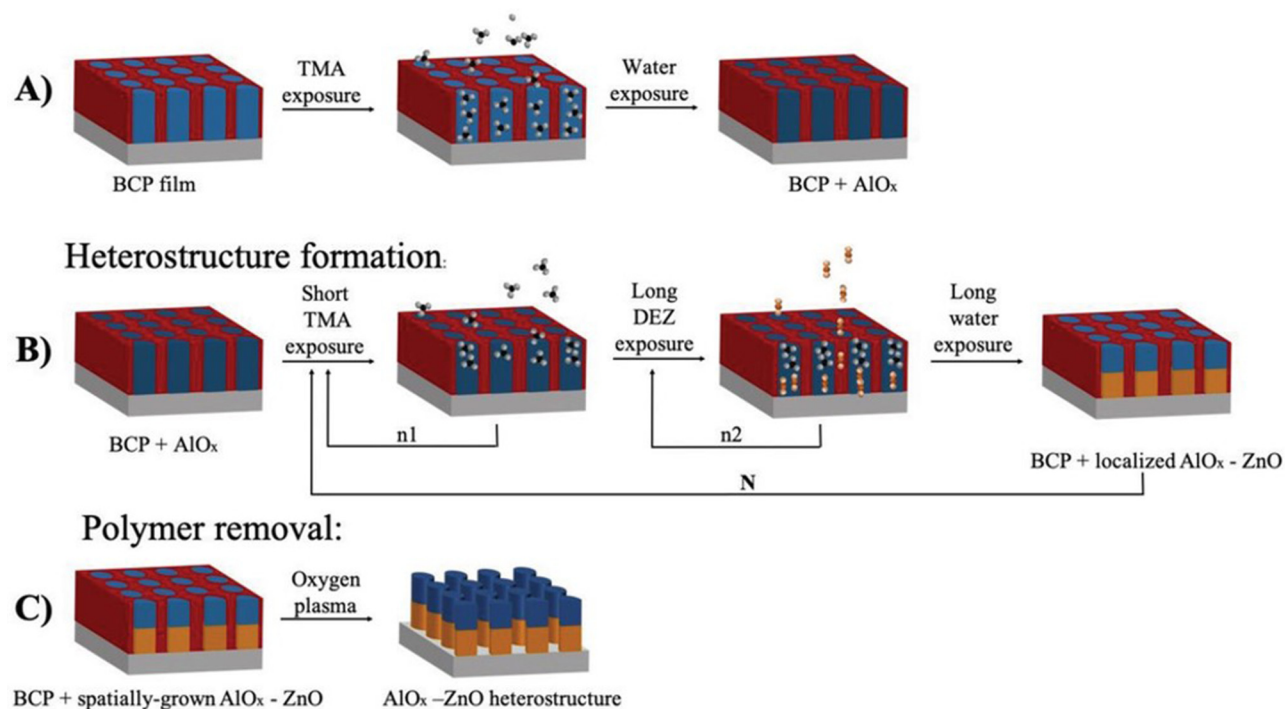 A)
TMA
exposure
Water
exposure
BCP film
BCP + AlOx
Heterostructure formation:
B)
Short
TMA
exposure
Long
DEZ
exposure
Long
water
exposure
n1
n2
BCP + AlOx
BCP + localized AlOx - ZnO
N
Polymer removal:
C)
Oxygen
plasma
BCP + spatially-grown AlOx - ZnO
AlOx –ZnO heterostructure